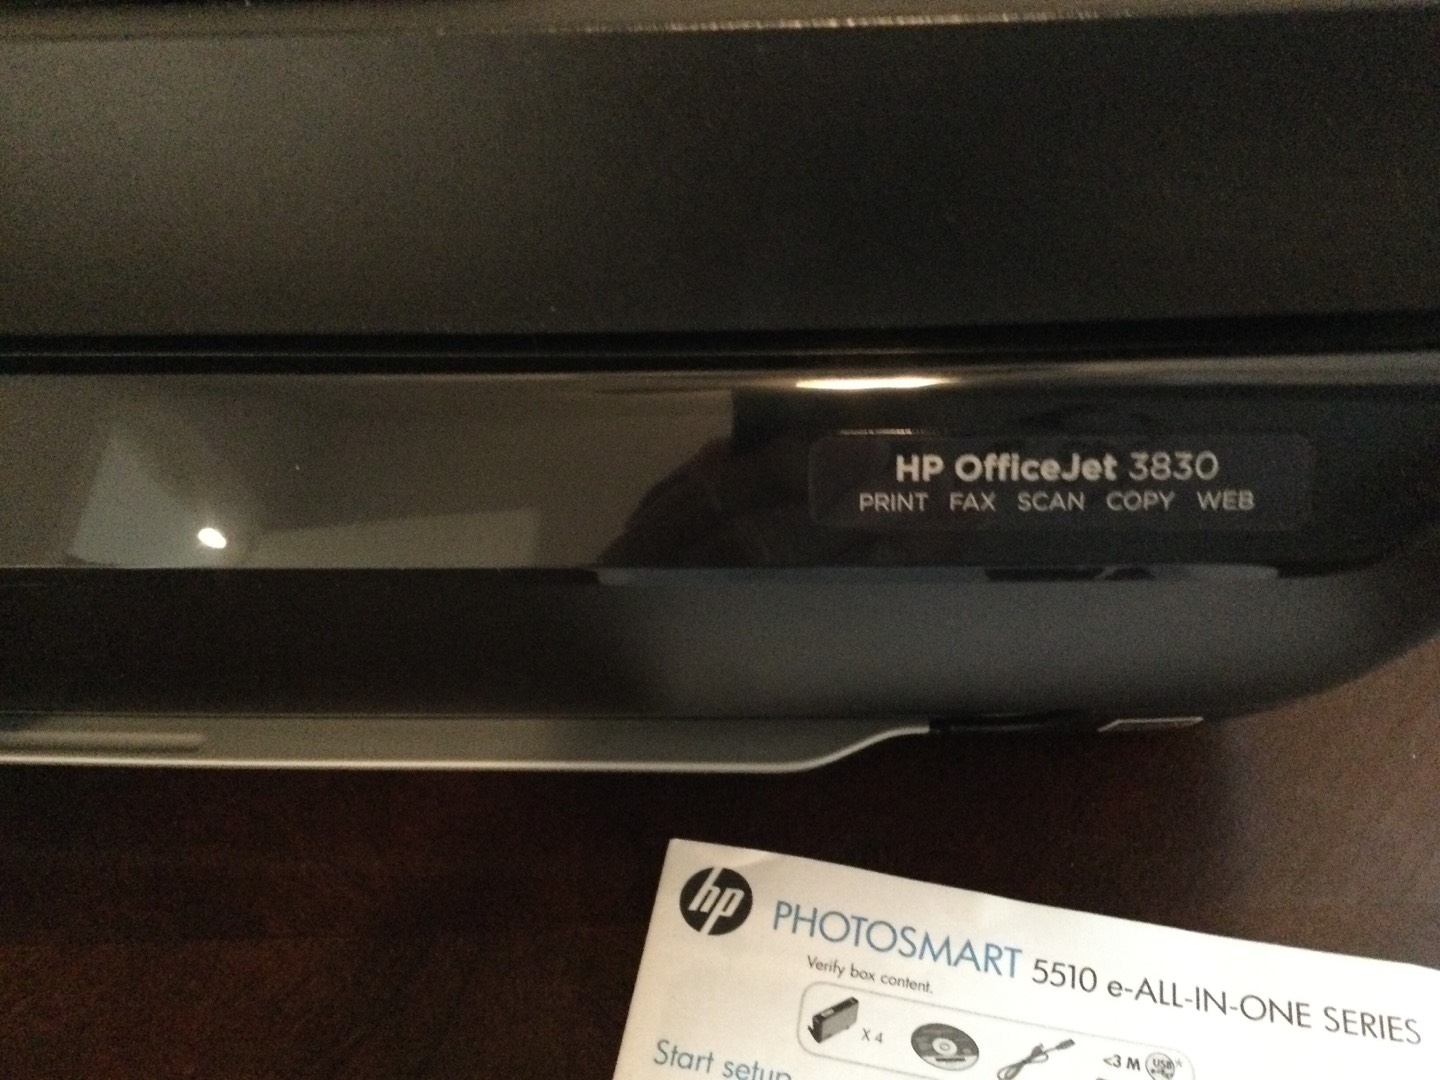 HP OfficeJet 3830
PRINT FAX SCAN COPY WEB
hp PHOTOSMART 5510 e-ALL-IN-ONE SERIES
Verify box content.
X 4
<3 M USB*
Start setup